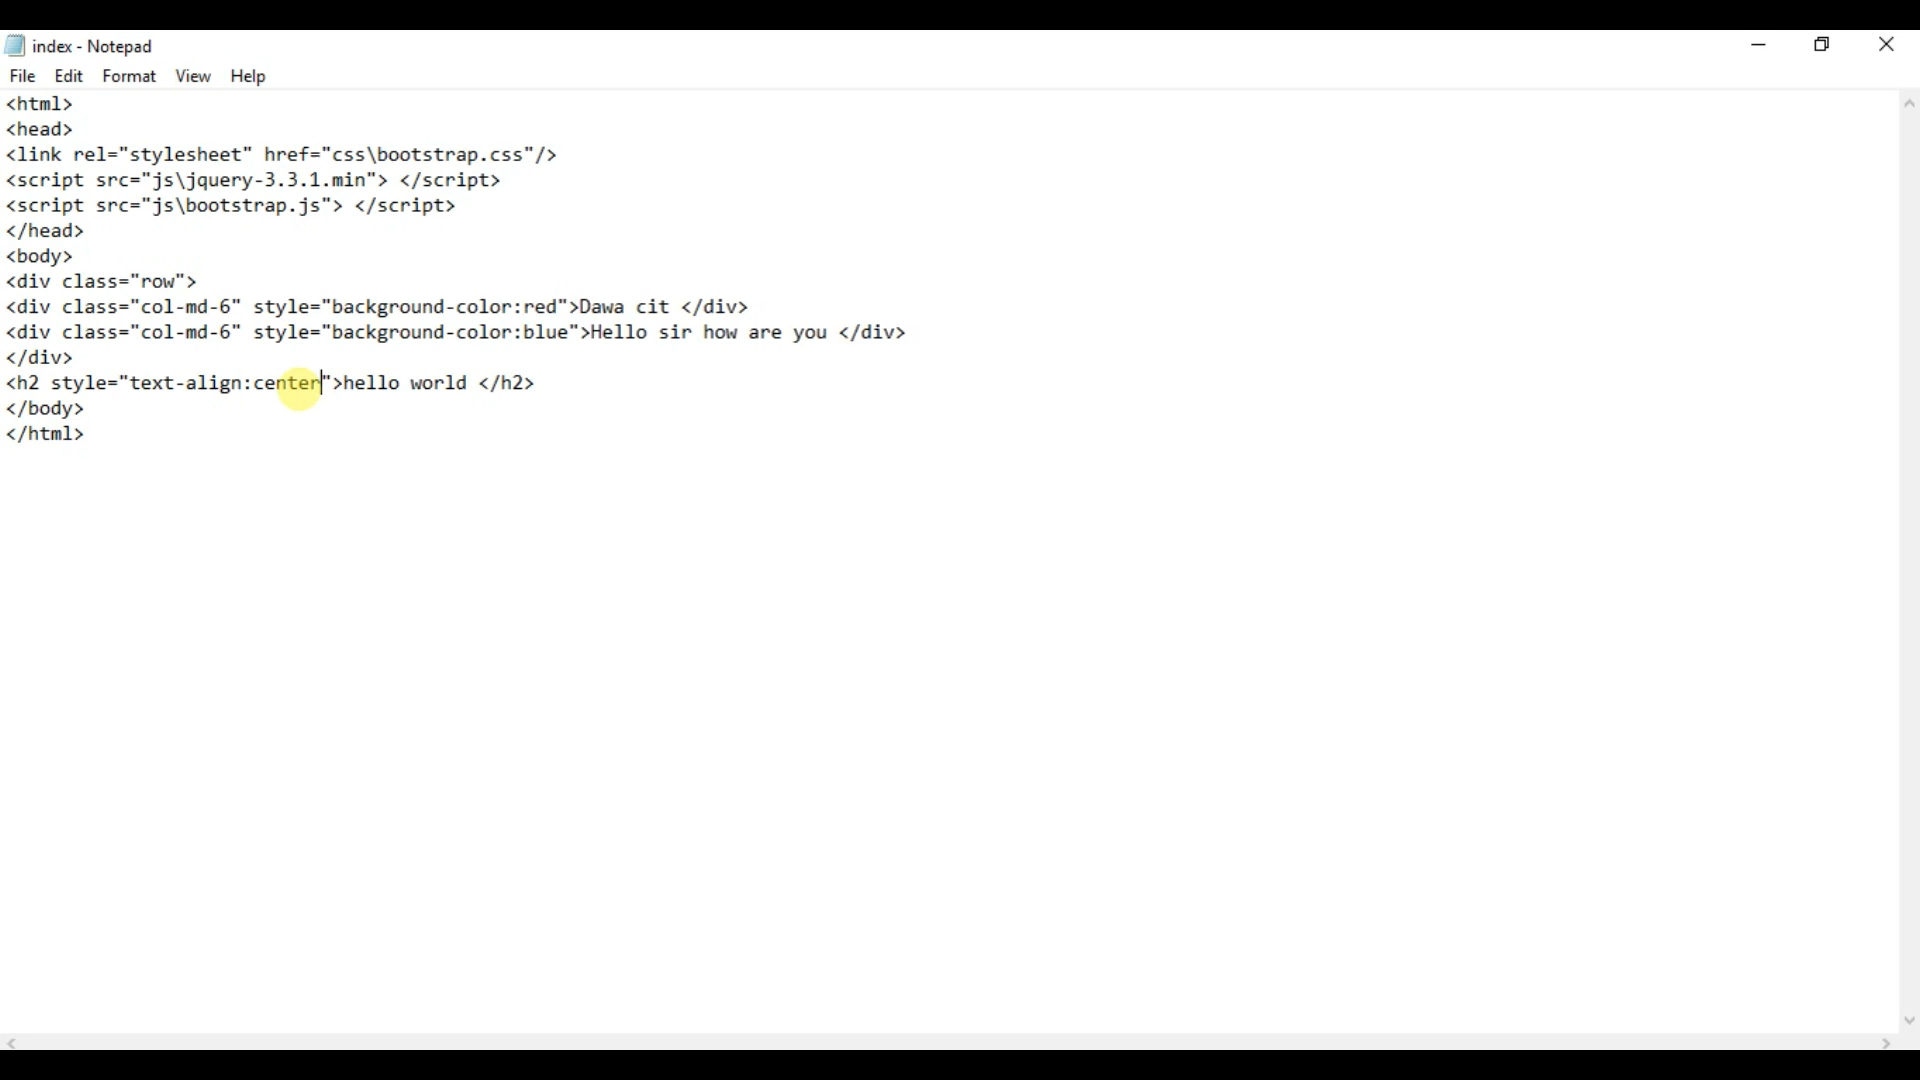 index - Notepad
File Edit Format View Help
<html>
<head>
<link rel="stylesheet" href="css\bootstrap.css"/>
<script src="js\jquery-3.3.1.min"> </script>
<script src="js\bootstrap.js"> </script>
</head>
<body>
<div class="row">
<div class="col-md-6" style="background-color:red">Dawa cit </div>
<div class="col-md-6" style="background-color:blue">Hello sir how are you </div>
</div>
<h2 style="text-align:center">hello world </h2>
</body>
</html>